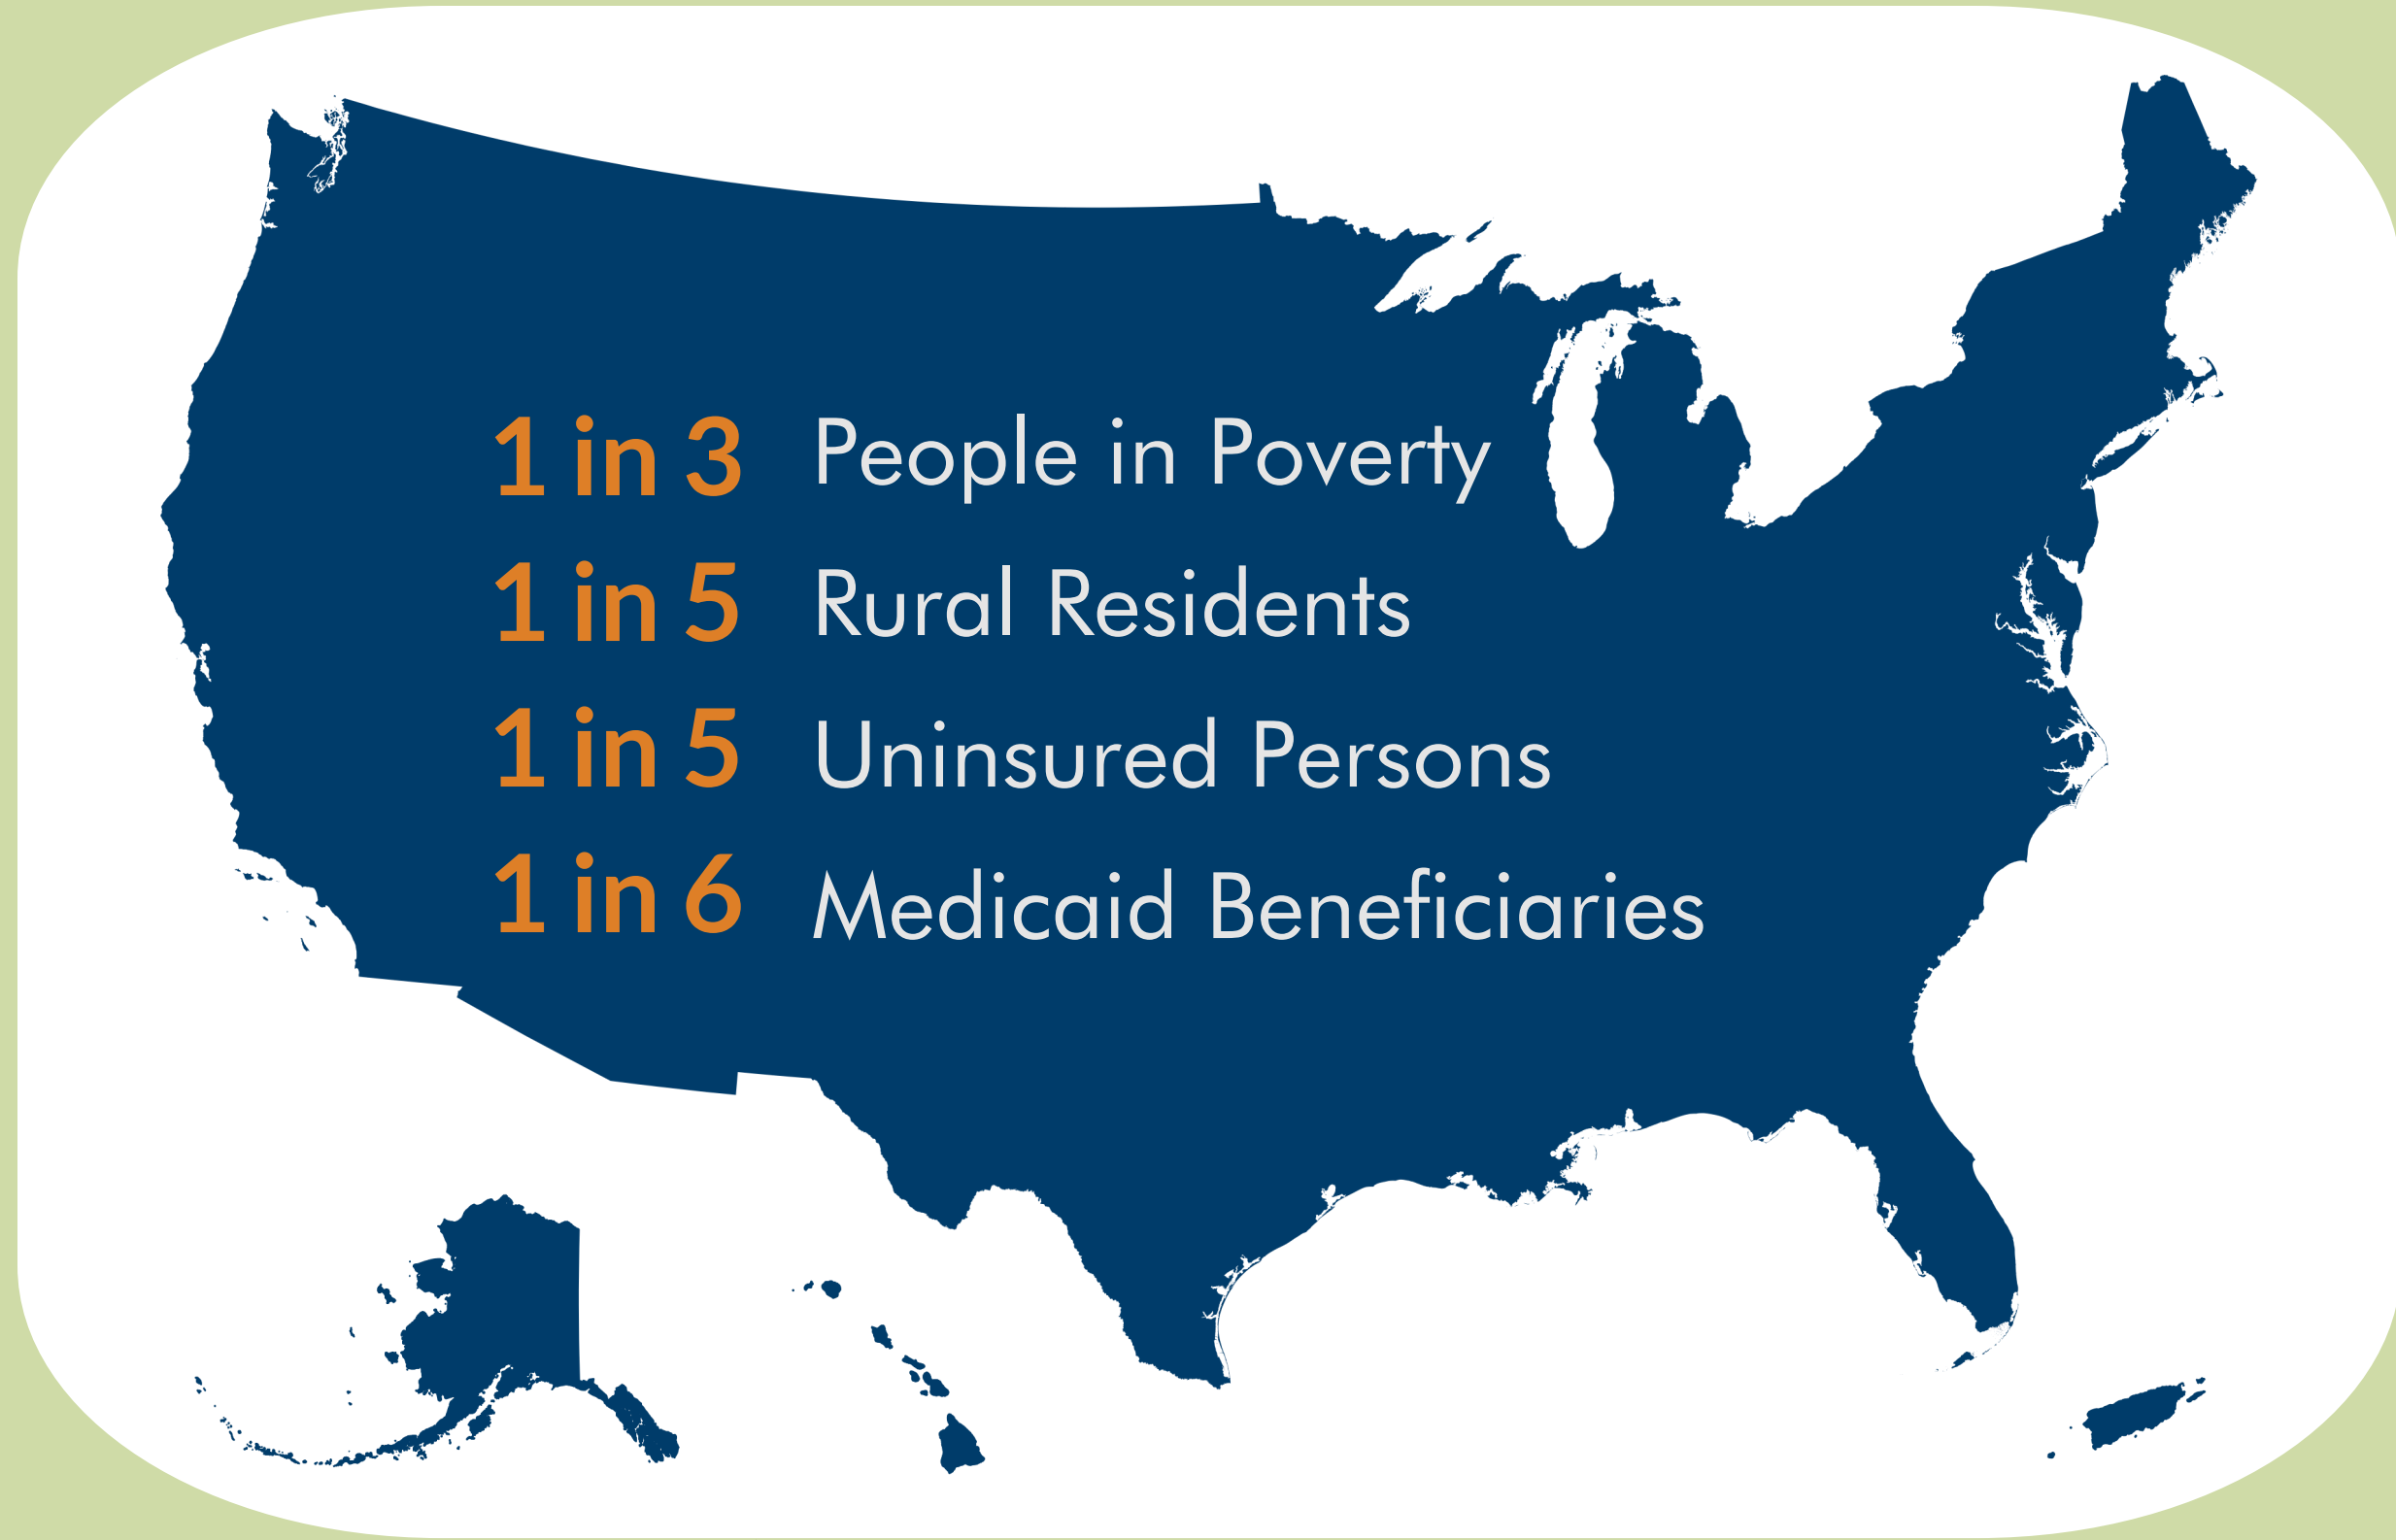 1 in 3 People in Poverty
1 in 5 Rural Residents
1 in 5 Uninsured Persons
1 in 6 Medicaid Beneficiaries